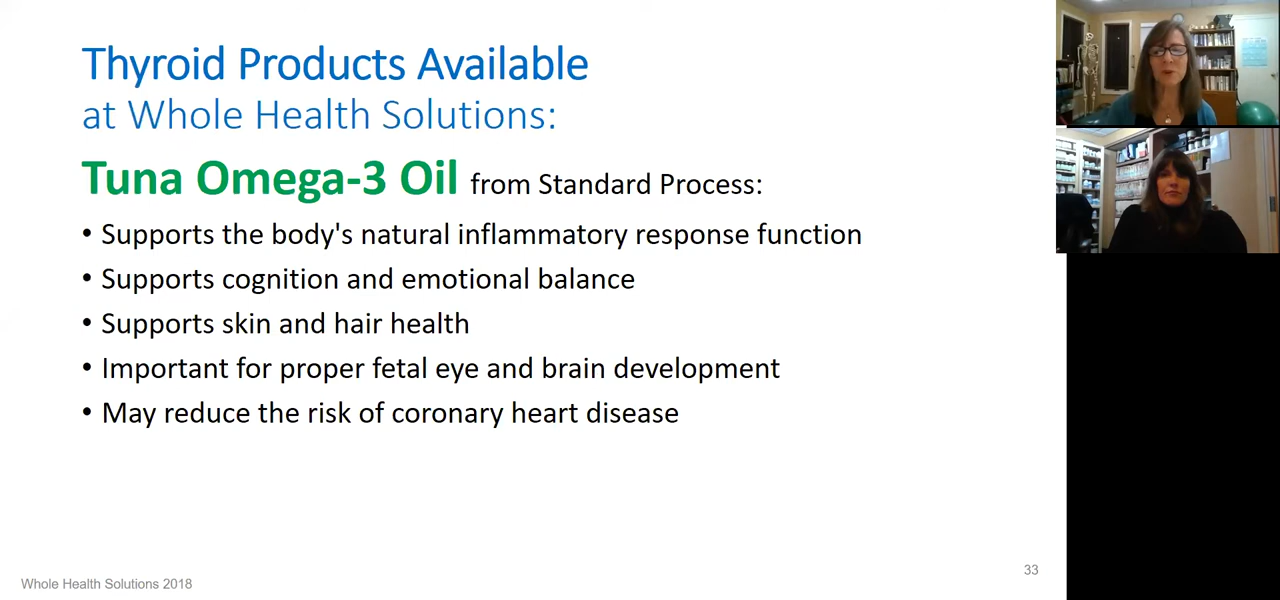 Thyroid Products Available
at Whole Health Solutions:
Tuna Omega-3 Oil from Standard Process:
• Supports the body's natural inflammatory response function
• Supports cognition and emotional balance
• Supports skin and hair health
• Important for proper fetal eye and brain development
• May reduce the risk of coronary heart disease
33
Whole Health Solutions 2018